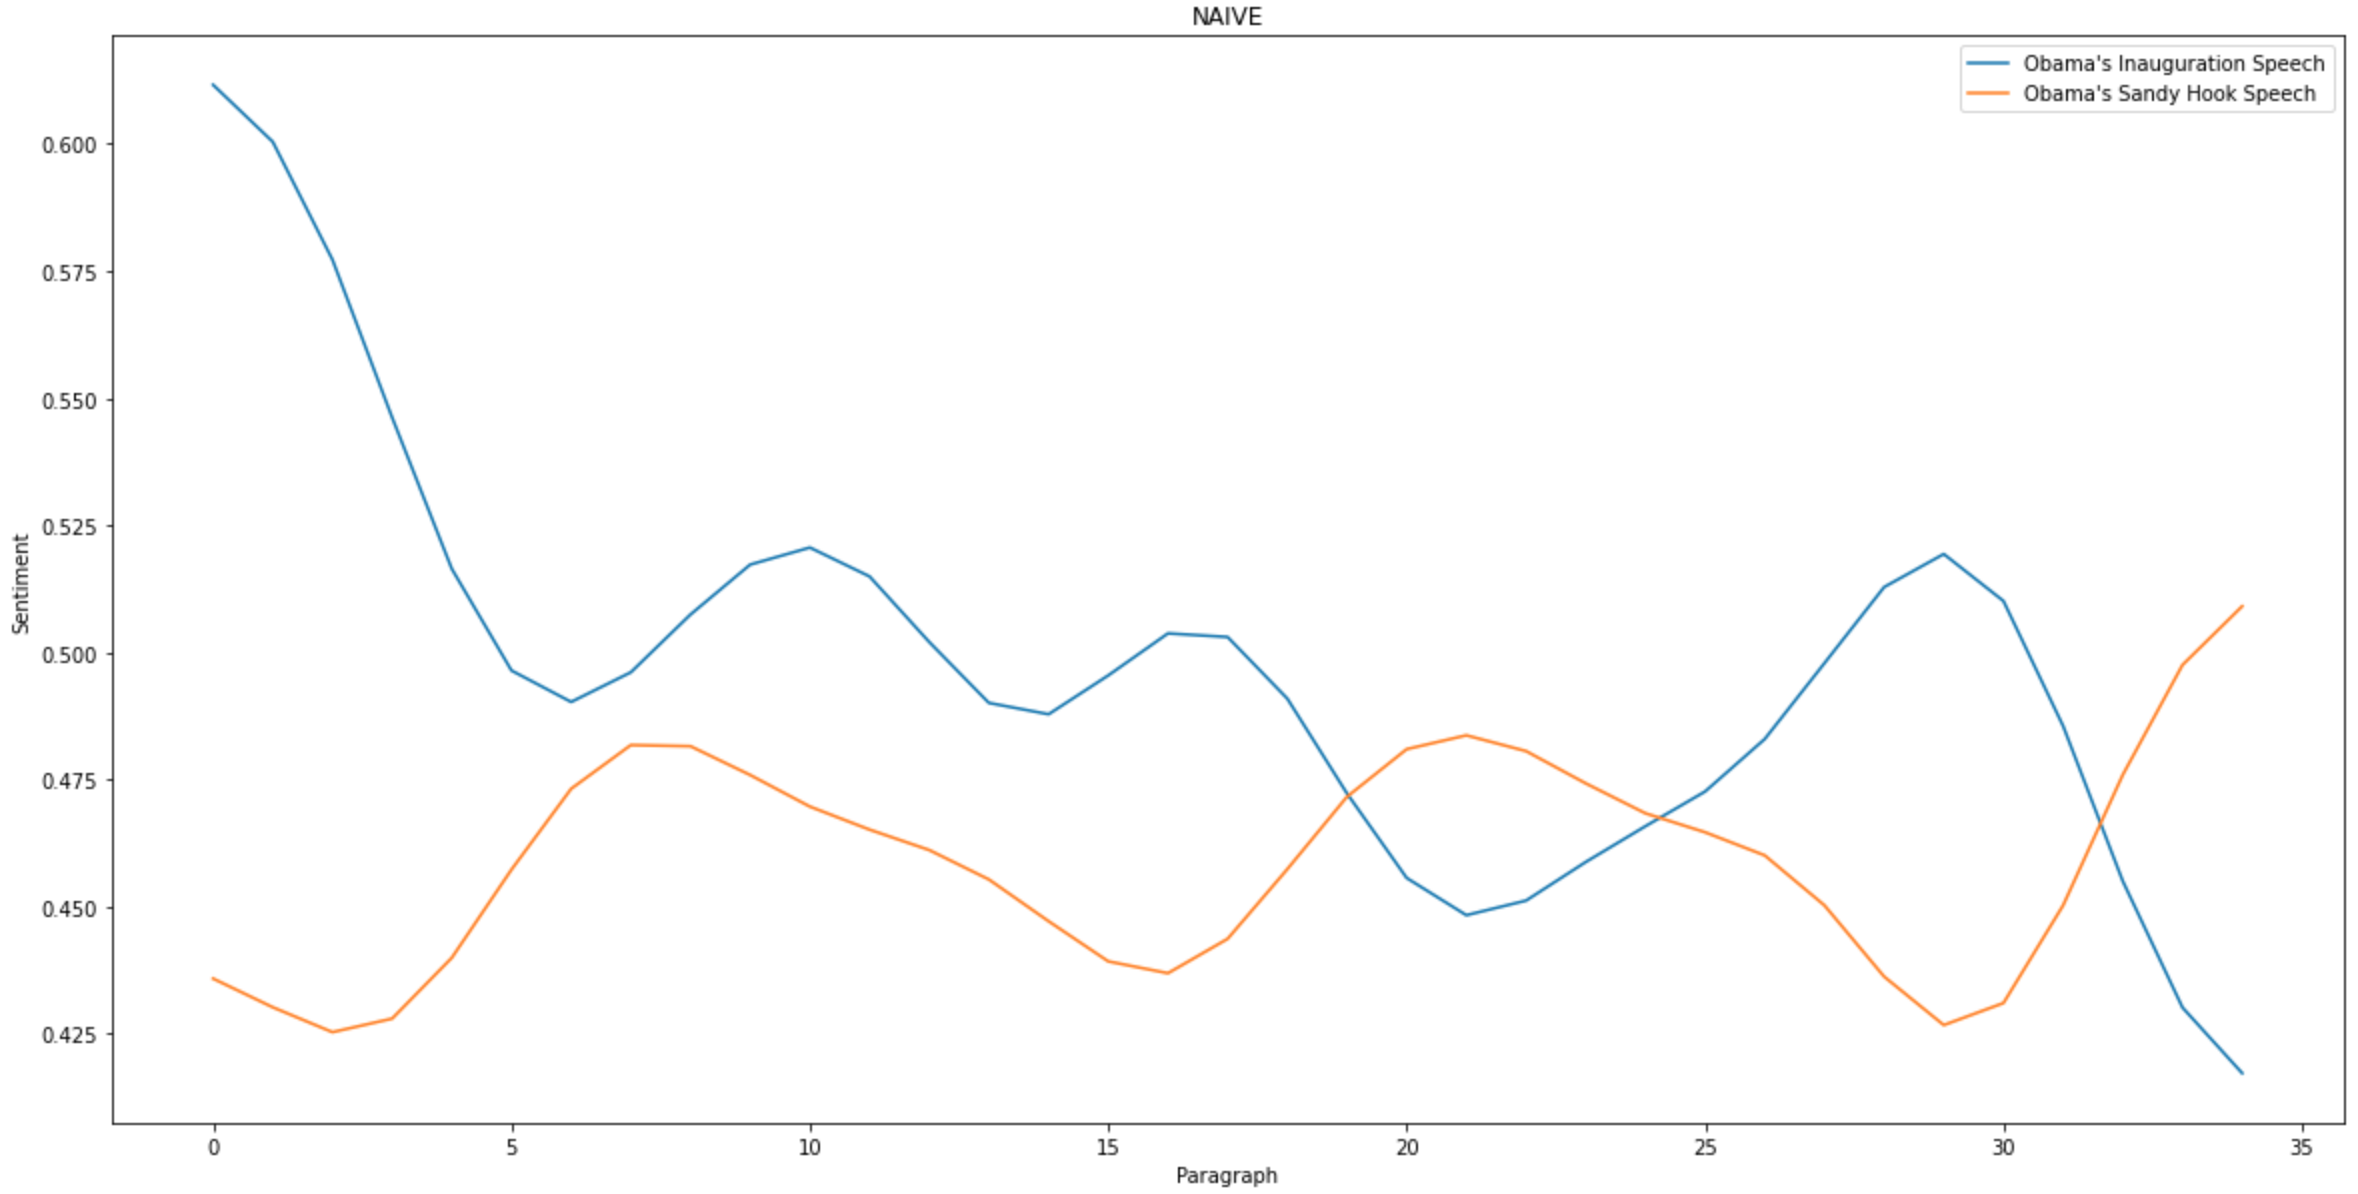 NAIVE
Obama's Inauguration Speech
Obama's Sandy Hook Speech
0.600
0.575
0.550
0.525
0.500
0.475
0.450
0.425
Sentiment
0 5 10 15 20 25 30 35
Paragraph